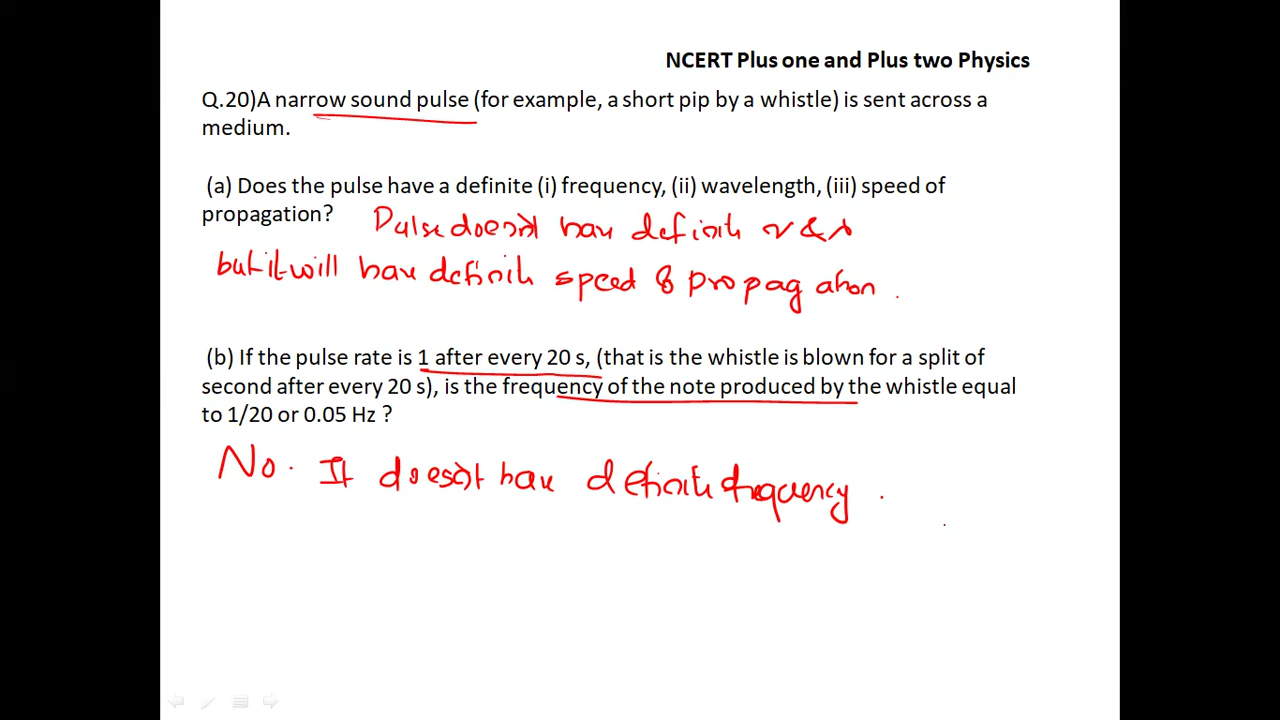 NCERT Plus one and Plus two Physics
Q.20)A narrow sound pulse (for example, a short pip by a whistle) is sent across a
medium.
(a) Does the pulse have a definite (i) frequency, (ii) wavelength, (iii) speed of
propagation?
Pulse doesn't have definite ν & λ
but it will have definite speed of propagation.
(b) If the pulse rate is 1 after every 20 s, (that is the whistle is blown for a split of
second after every 20 s), is the frequency of the note produced by the whistle equal
to 1/20 or 0.05 Hz ?
No. It doesn't have definite frequency.